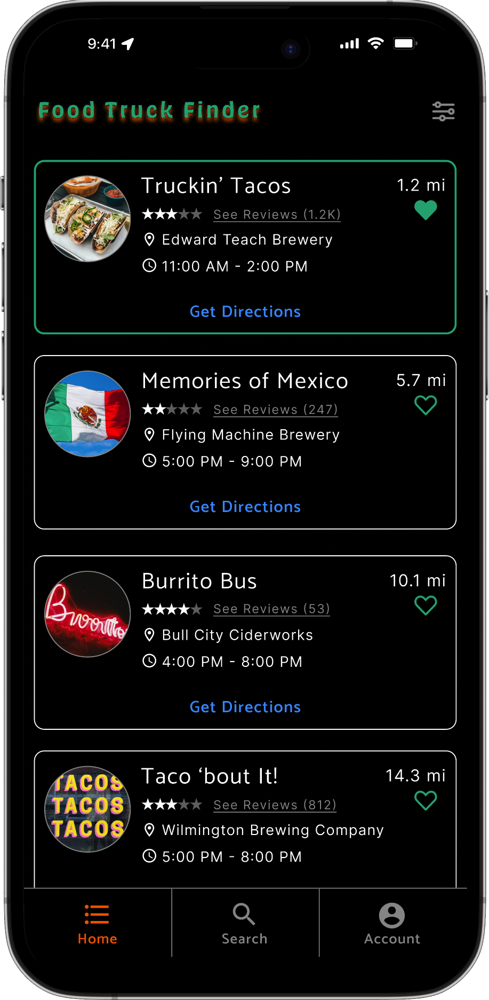 9:41
Food Truck Finder
Truckin’ Tacos
1.2 mi
See Reviews (1.2K)
Edward Teach Brewery
11:00 AM - 2:00 PM
Get Directions
Memories of Mexico
5.7 mi
See Reviews (247)
Flying Machine Brewery
5:00 PM - 9:00 PM
Get Directions
Burrito
Burrito Bus
10.1 mi
See Reviews (53)
Bull City Ciderworks
4:00 PM - 8:00 PM
Get Directions
TACOS
TACOS
TACOS
Taco ‘bout It!
14.3 mi
See Reviews (812)
Wilmington Brewing Company
5:00 PM - 8:00 PM
Home
Search
Account